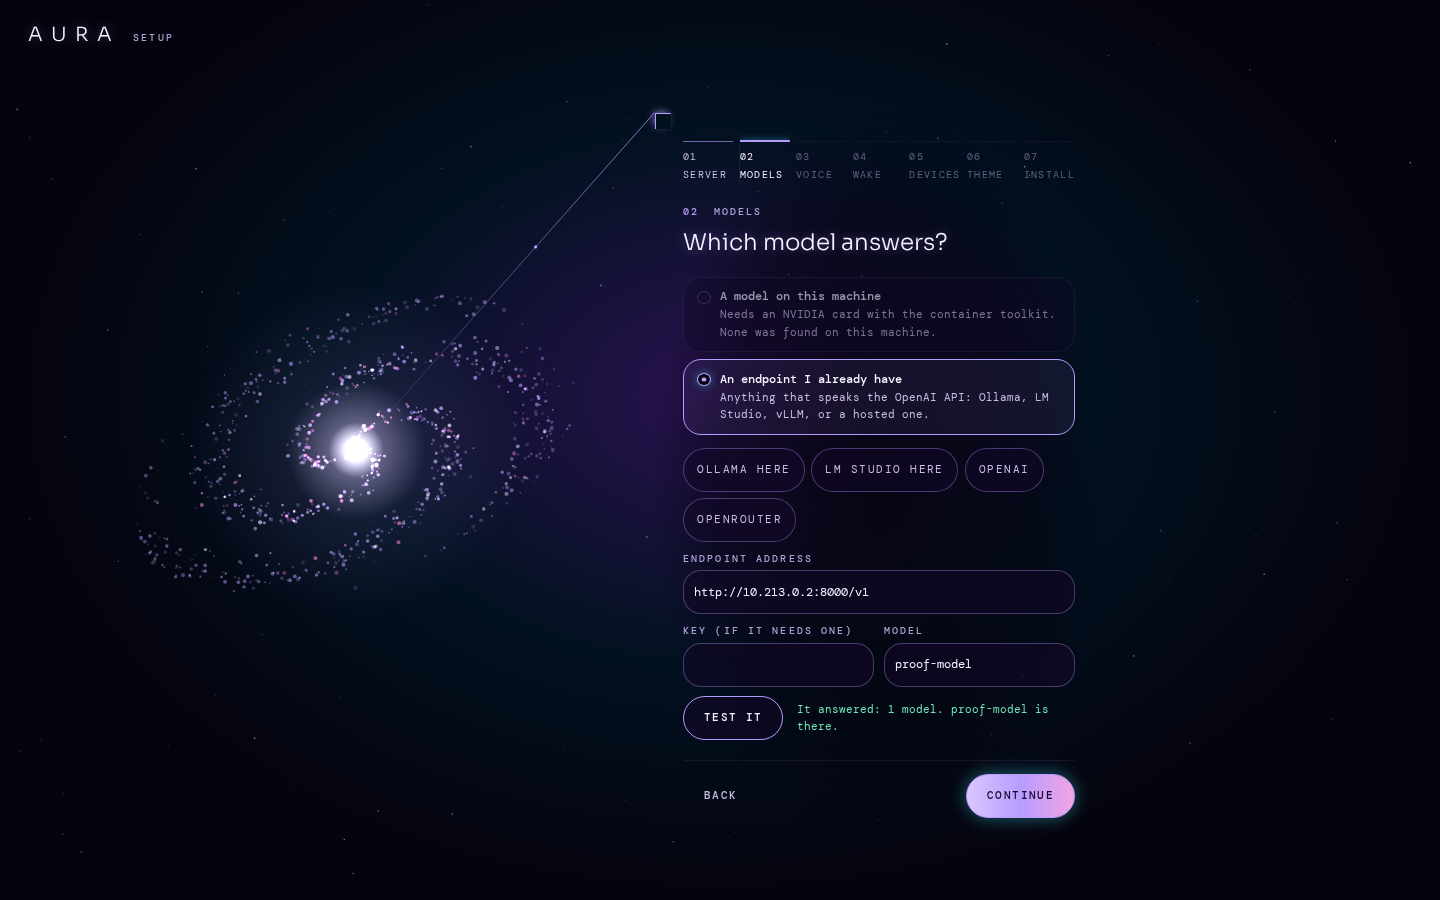 AURA SETUP
01 02 03 04 05 06 07
SERVER MODELS VOICE WAKE DEVICES THEME INSTALL
02 MODELS
Which model answers?
A model on this machine
Needs an NVIDIA card with the container toolkit.
None was found on this machine.
An endpoint I already have
Anything that speaks the OpenAI API: Ollama, LM
Studio, vLLM, or a hosted one.
OLLAMA HERE LM STUDIO HERE OPENAI
OPENROUTER
ENDPOINT ADDRESS
http://10.213.0.2:8000/v1
KEY (IF IT NEEDS ONE) MODEL
proof-model
TEST IT
It answered: 1 model. proof-model is
there.
BACK CONTINUE